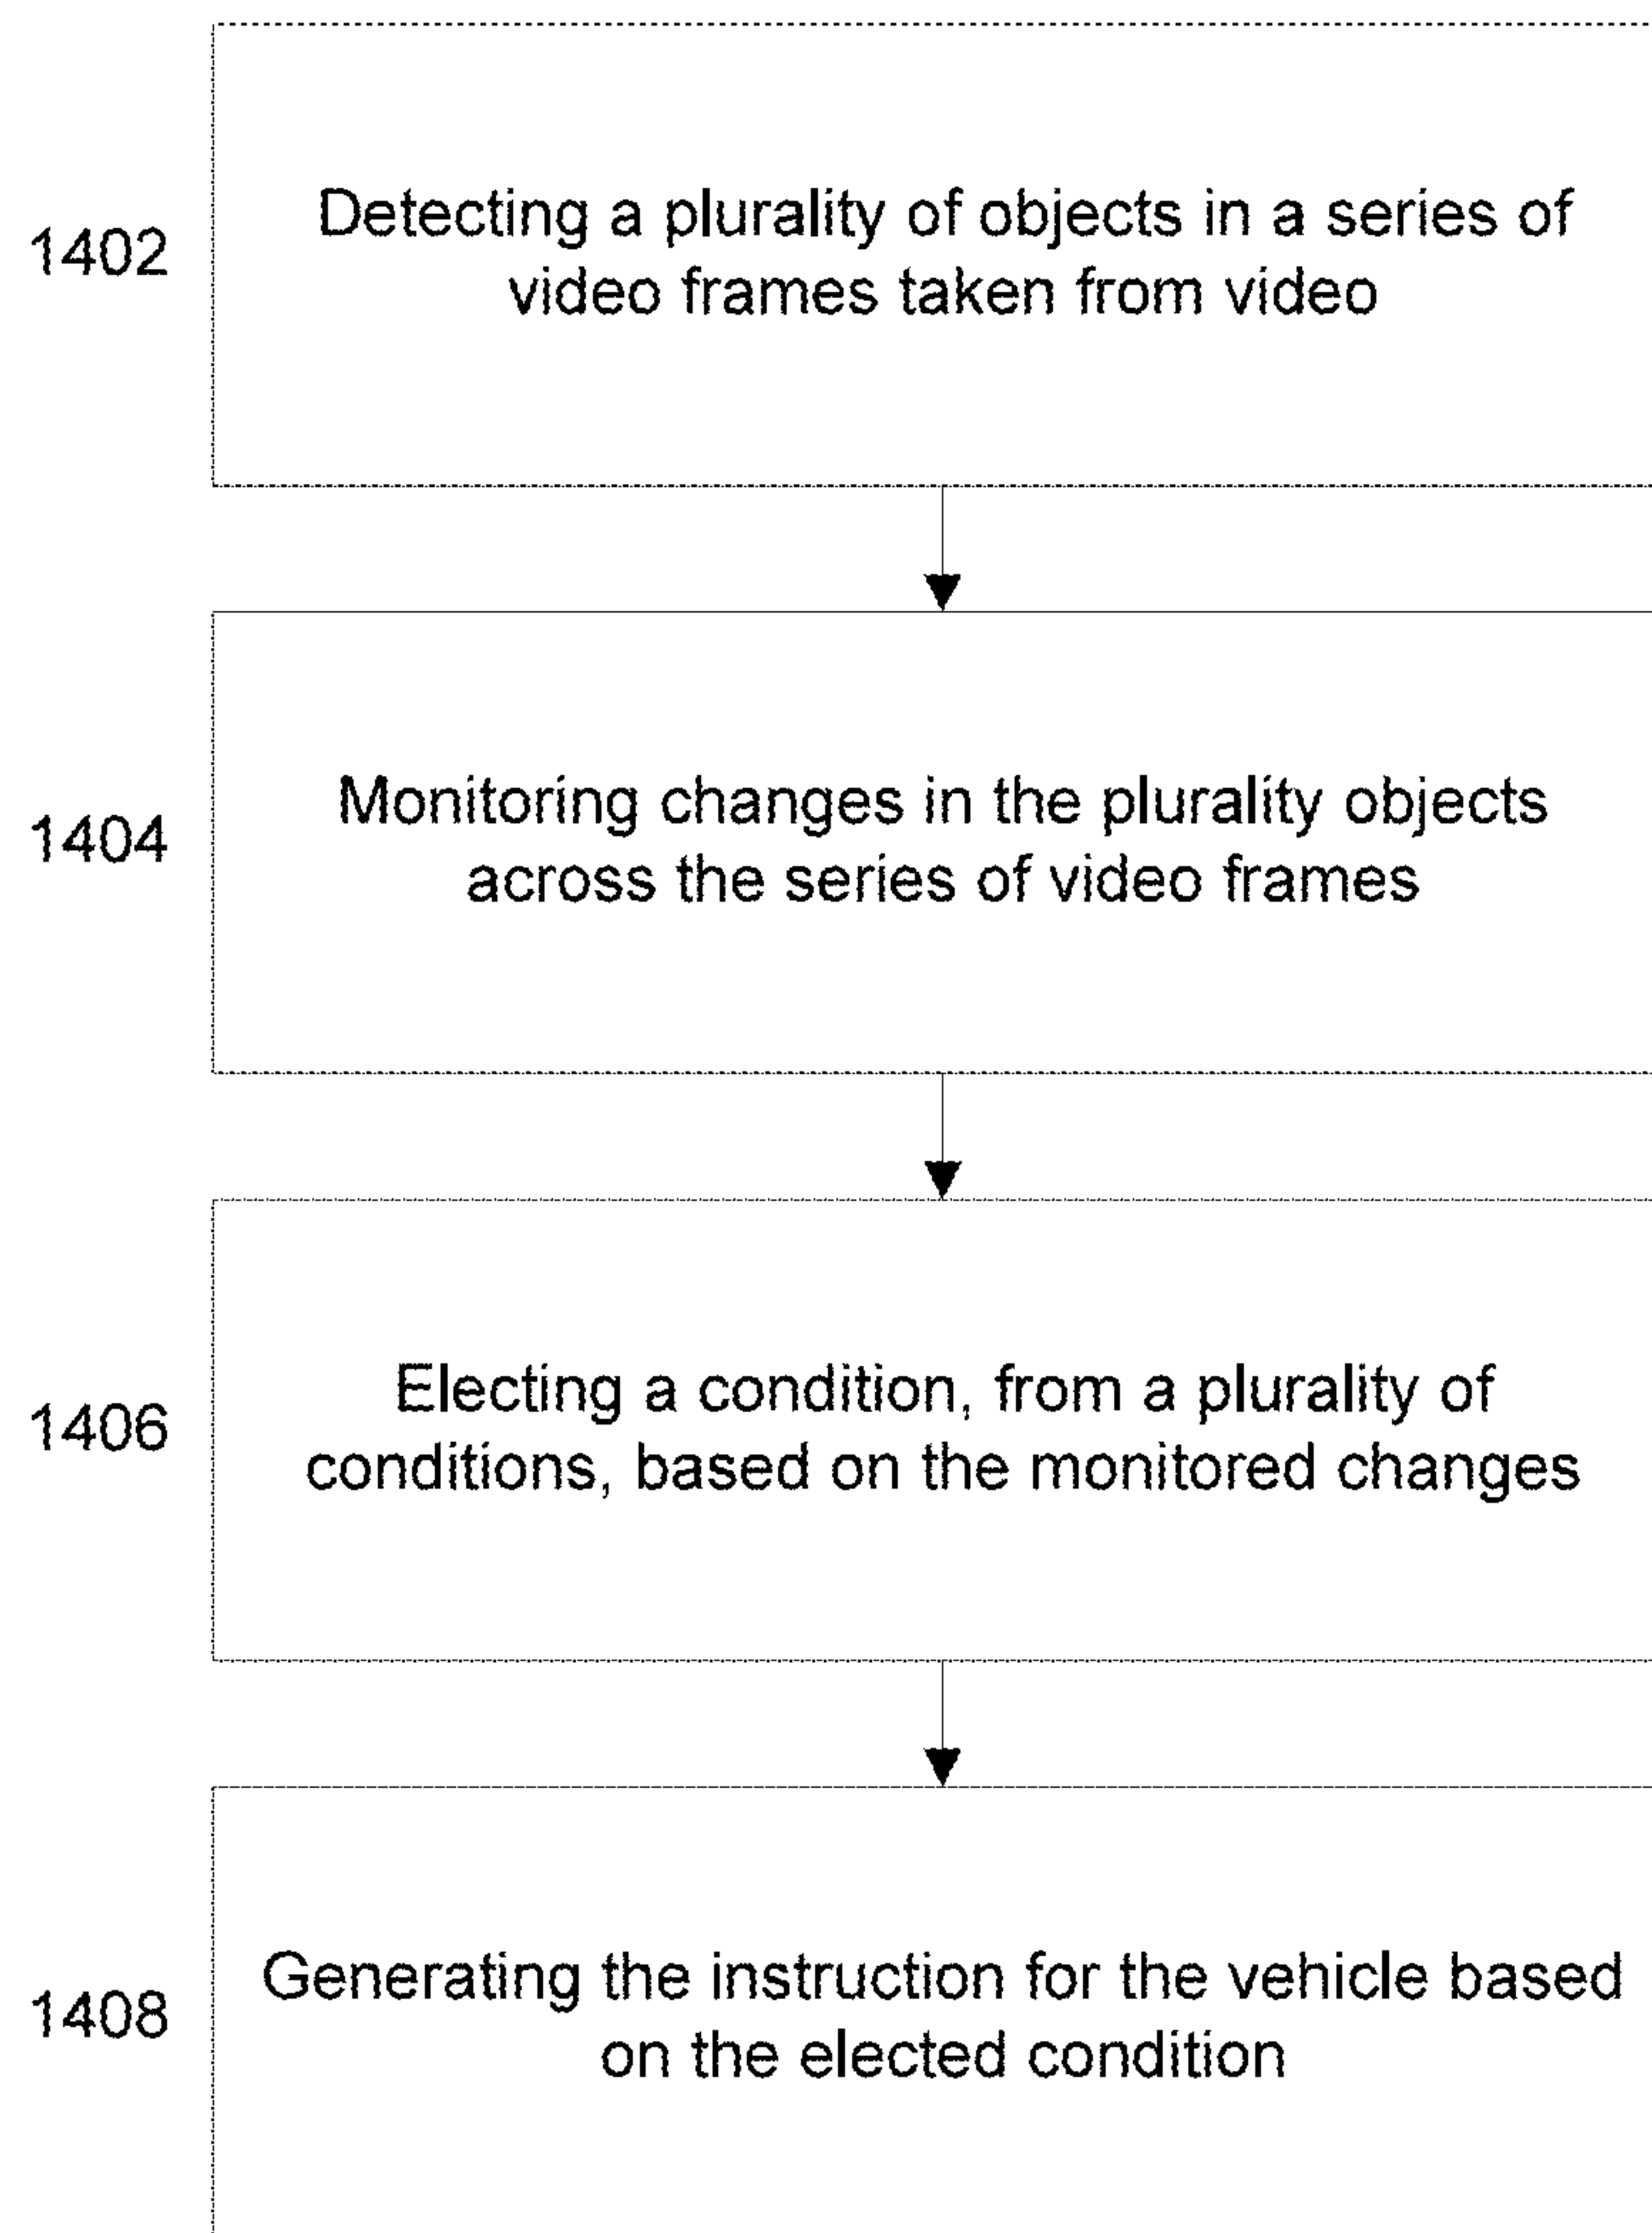 1402
Detecting a plurality of objects in a series of
video frames taken from video
1404
Monitoring changes in the plurality objects
across the series of video frames
1406
Electing a condition, from a plurality of
conditions, based on the monitored changes
1408
Generating the instruction for the vehicle based
on the elected condition